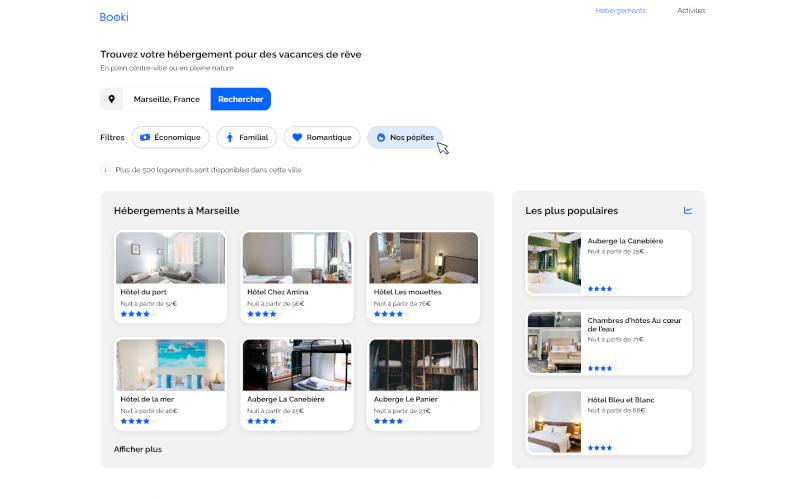 Booki
Hébergements
Activités
Trouvez votre hébergement pour des vacances de rêve
En plein centre-ville ou en pleine nature
Marseille, France
Rechercher
Filtres
Économique
Familial
Romantique
Nos pépites
Plus de 500 logements sont disponibles dans cette ville
Hébergements à Marseille
Hôtel du port
Nuit à partir de 52€
Hôtel Chez Amina
Nuit à partir de 96€
Hôtel Les mouettes
Nuit à partir de 76€
Hôtel de la mer
Nuit à partir de 46€
Auberge La Canebière
Nuit à partir de 25€
Auberge Le Panier
Nuit à partir de 23€
Afficher plus
Les plus populaires
Auberge la Canebière
Nuit à partir de 25€
Chambres d'hôtes Au cœur
de l'eau
Nuit à partir de 71€
Hôtel Bleu et Blanc
Nuit à partir de 68€